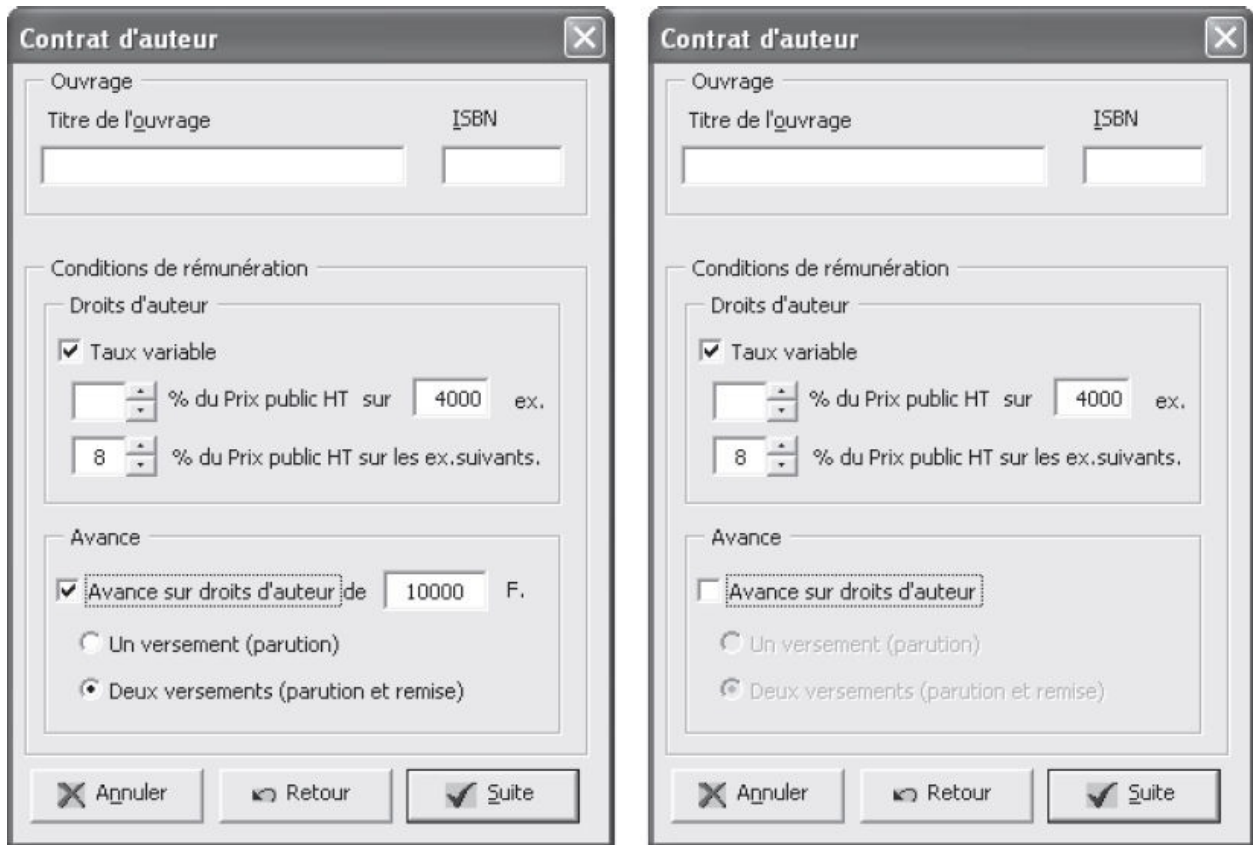 Contrat d'auteur
Ouvrage
Titre de l'ouvrage ISBN
Conditions de rémunération
Droits d'auteur
Taux variable
% du Prix public HT sur 4000 ex.
8 % du Prix public HT sur les ex.suivants.
Avance
Avance sur droits d'auteur de 10000 F.
Un versement (parution)
Deux versements (parution et remise)
Annuler Retour Suite
Contrat d'auteur
Ouvrage
Titre de l'ouvrage ISBN
Conditions de rémunération
Droits d'auteur
Taux variable
% du Prix public HT sur 4000 ex.
8 % du Prix public HT sur les ex.suivants.
Avance
Avance sur droits d'auteur
Un versement (parution)
Deux versements (parution et remise)
Annuler Retour Suite